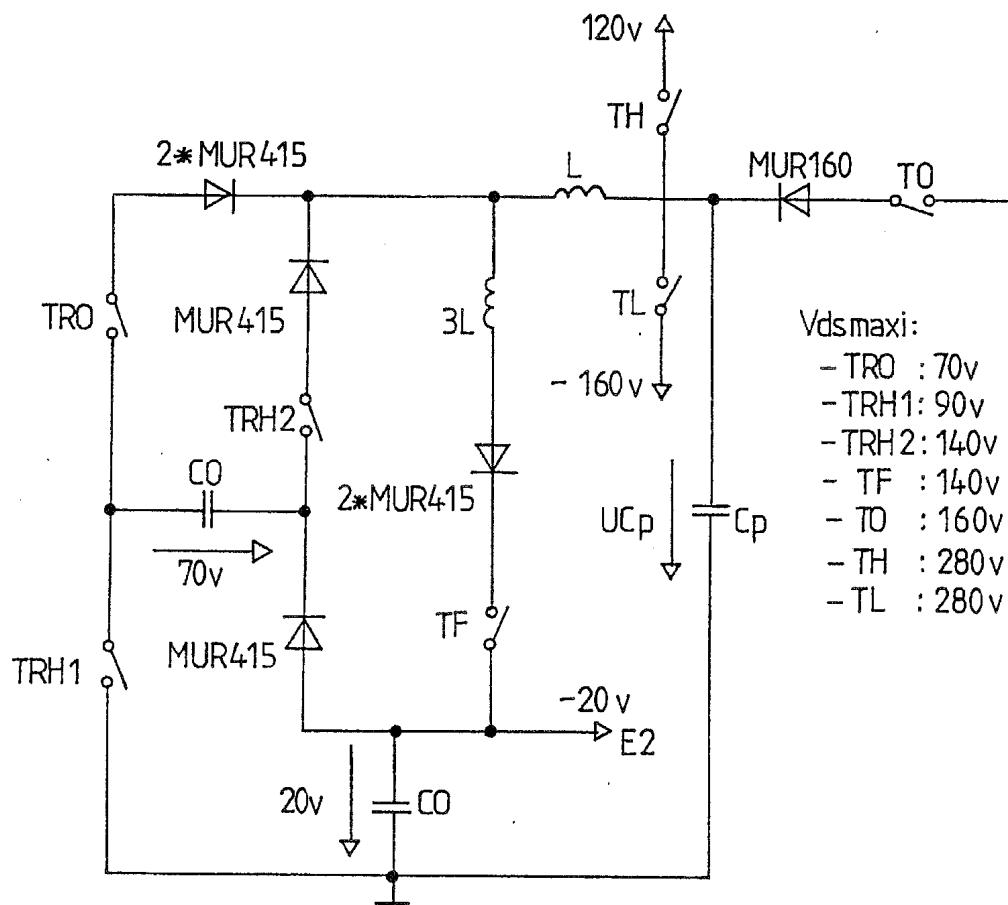 120v
TH
2*MUR415
L
MUR160
TO
TRO
MUR415
3L
TL
Vdsmaxi:
- TRO : 70v
- TRH1: 90v
- TRH2: 140v
- TF : 140v
- TO : 160v
- TH : 280v
- TL : 280v
- 160v
TRH2
CO
2*MUR415
UCp
Cp
70v
TF
MUR415
TRH1
-20v
E2
20v
CO